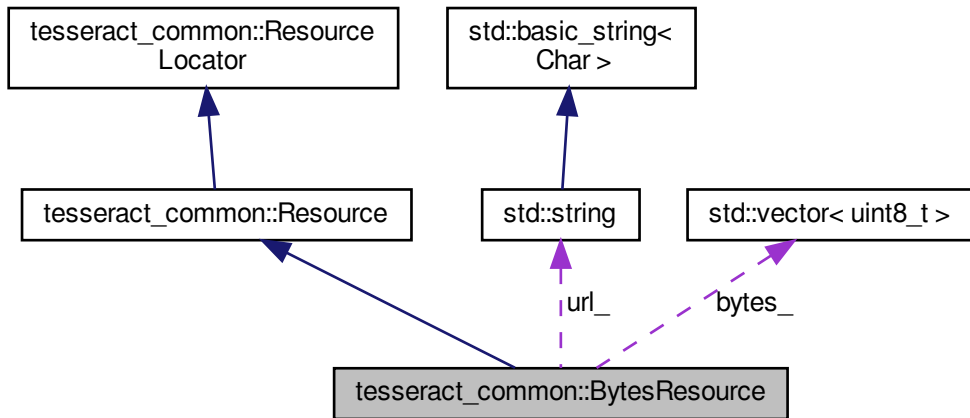 tesseract_common::Resource
Locator
std::basic_string<
Char >
tesseract_common::Resource
std::string
std::vector< uint8_t >
url_
bytes_
tesseract_common::BytesResource